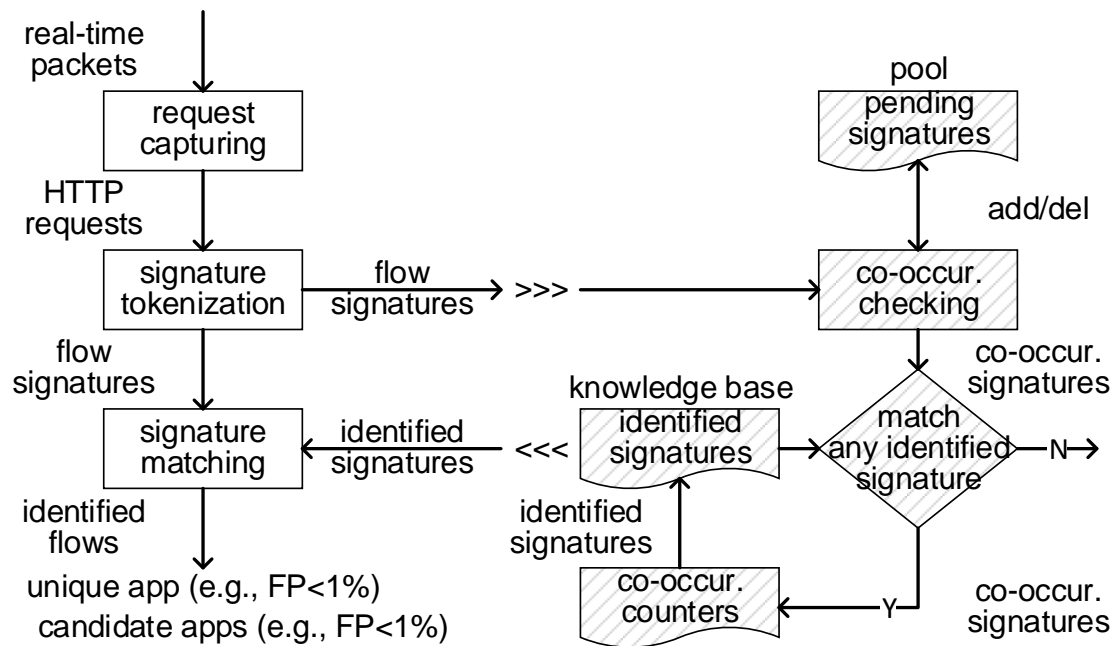 real-time
packets
request
capturing
HTTP
requests
signature
tokenization
flow
signatures
>>>
pool
pending
signatures
add/del
co-occur.
checking
co-occur.
signatures
flow
signatures
signature
matching
identified
signatures
<<<
knowledge base
identified
signatures
match
any identified
signature
N
identified
flows
identified
signatures
unique app (e.g., FP<1%)
candidate apps (e.g., FP<1%)
co-occur.
counters
Y
co-occur.
signatures